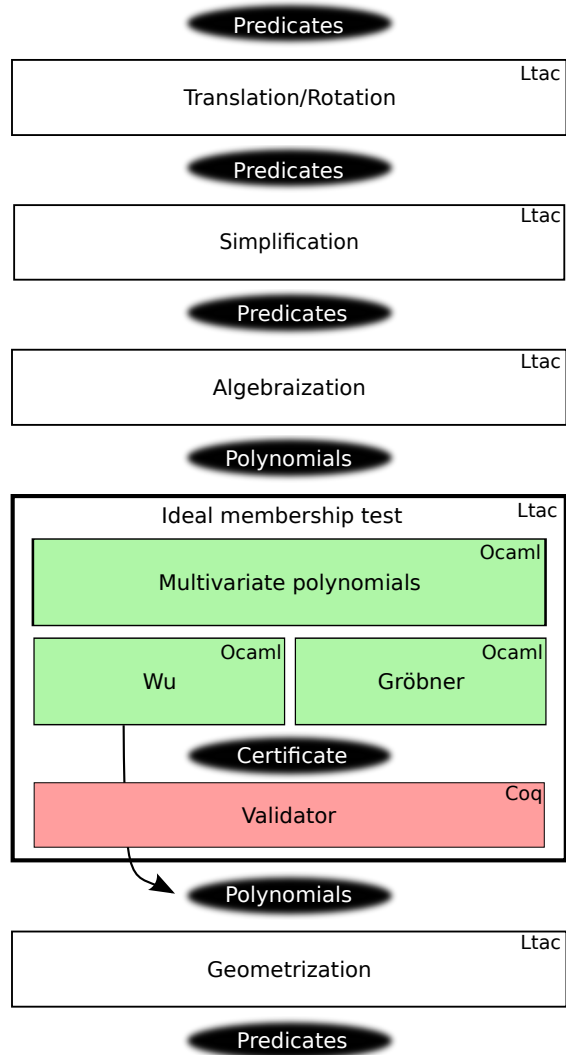 Predicates
Ltac
Translation/Rotation
Predicates
Ltac
Simplification
Predicates
Ltac
Algebraization
Polynomials
Ideal membership test
Ltac
Ocaml
Multivariate polynomials
Ocaml
Wu
Ocaml
Gröbner
Certificate
Coq
Validator
Polynomials
Ltac
Geometrization
Predicates